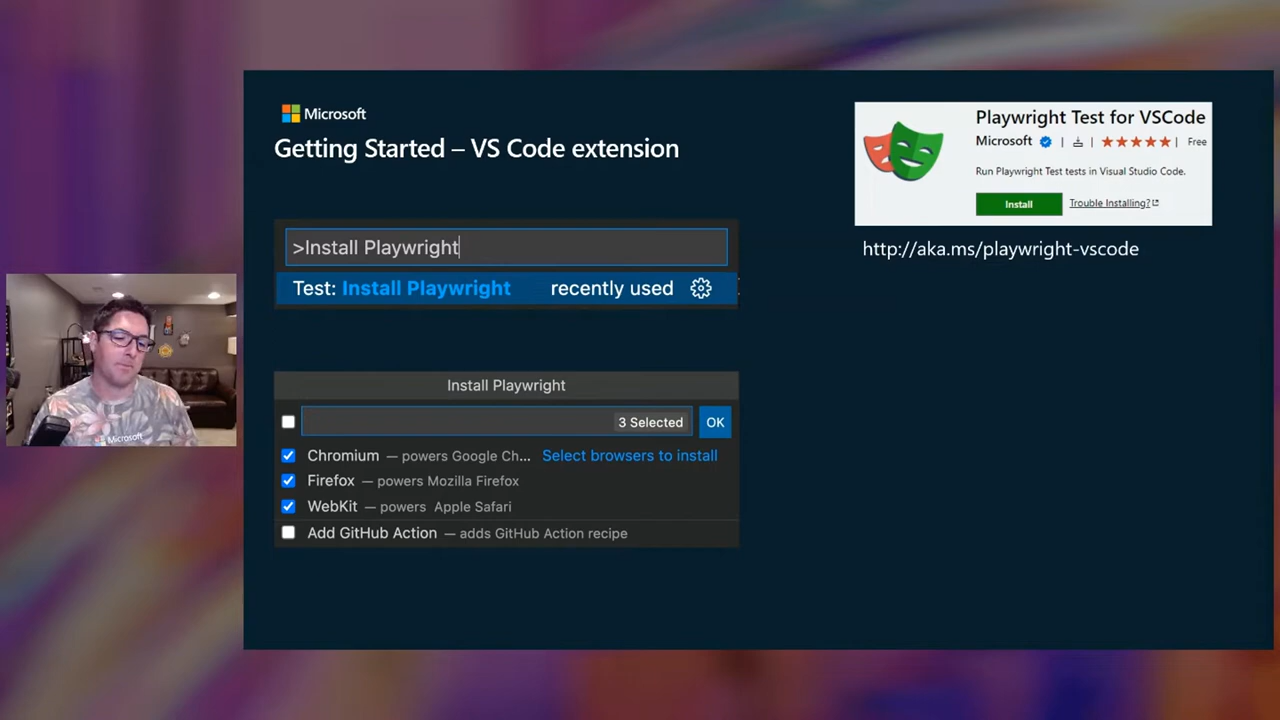 Microsoft
Getting Started – VS Code extension
>Install Playwright
Test: Install Playwright recently used
Install Playwright
3 Selected OK
Chromium — powers Google Ch... Select browsers to install
Firefox — powers Mozilla Firefox
WebKit — powers Apple Safari
Add GitHub Action — adds GitHub Action recipe
Playwright Test for VSCode
Microsoft | | Free
Run Playwright Test tests in Visual Studio Code.
Install Trouble Installing?
http://aka.ms/playwright-vscode
Microsoft